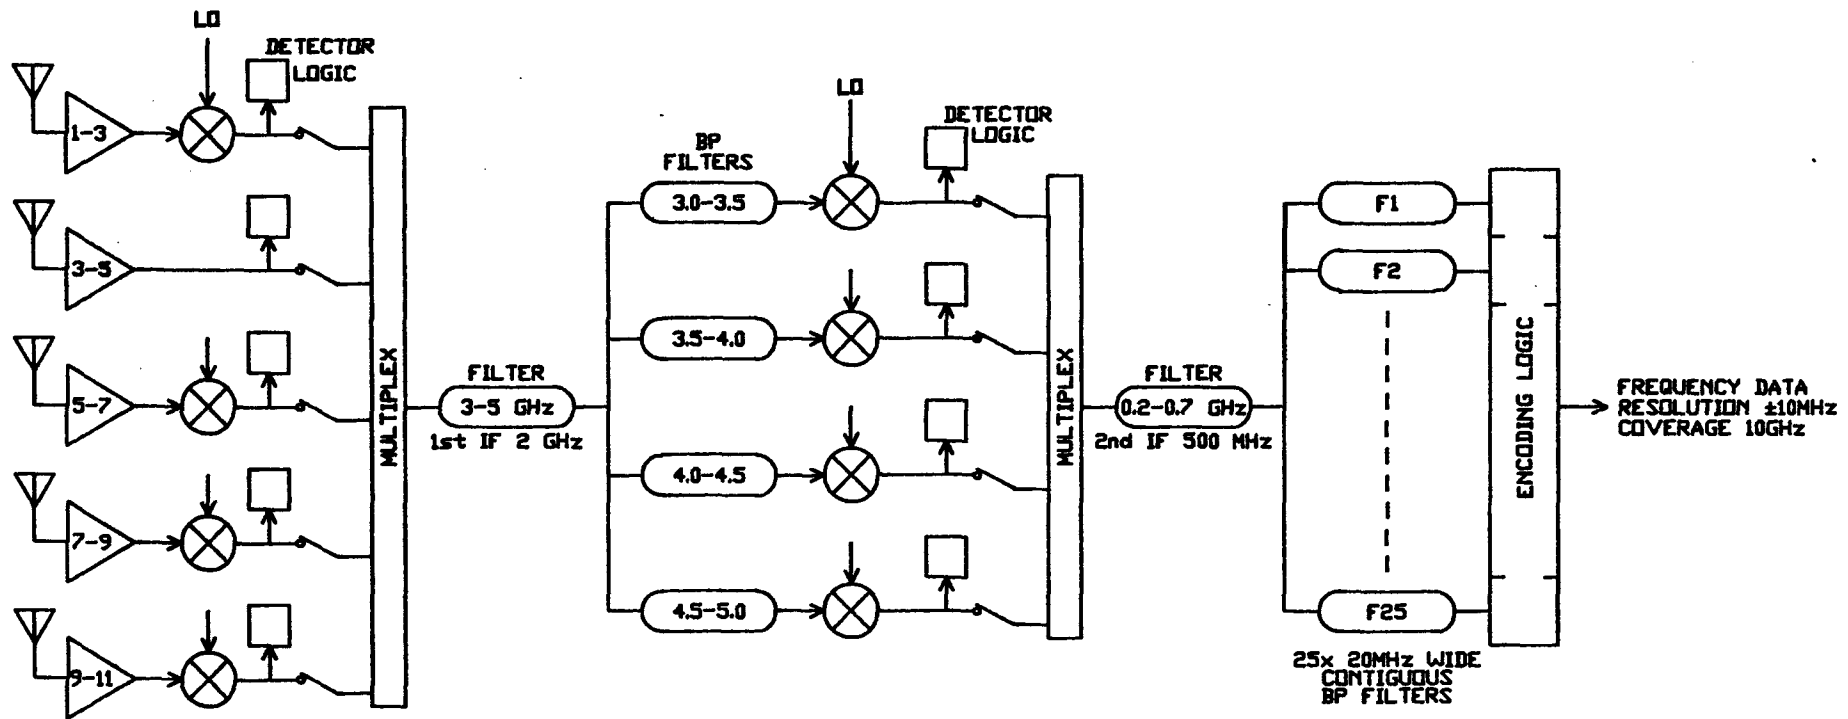 LO
DETECTOR
LOGIC
1-3
3-5
5-7
7-9
9-11
MULTIPLEX
FILTER
3-5 GHz
1st IF 2 GHz
BP
FILTERS
3.0-3.5
3.5-4.0
4.0-4.5
4.5-5.0
LO
DETECTOR
LOGIC
MULTIPLEX
FILTER
0.2-0.7 GHz
2nd IF 500 MHz
F1
F2
F25
25x 20MHz WIDE
CONTIGUOUS
BP FILTERS
ENCODING LOGIC
FREQUENCY DATA
RESOLUTION ±10MHz
COVERAGE 10GHz